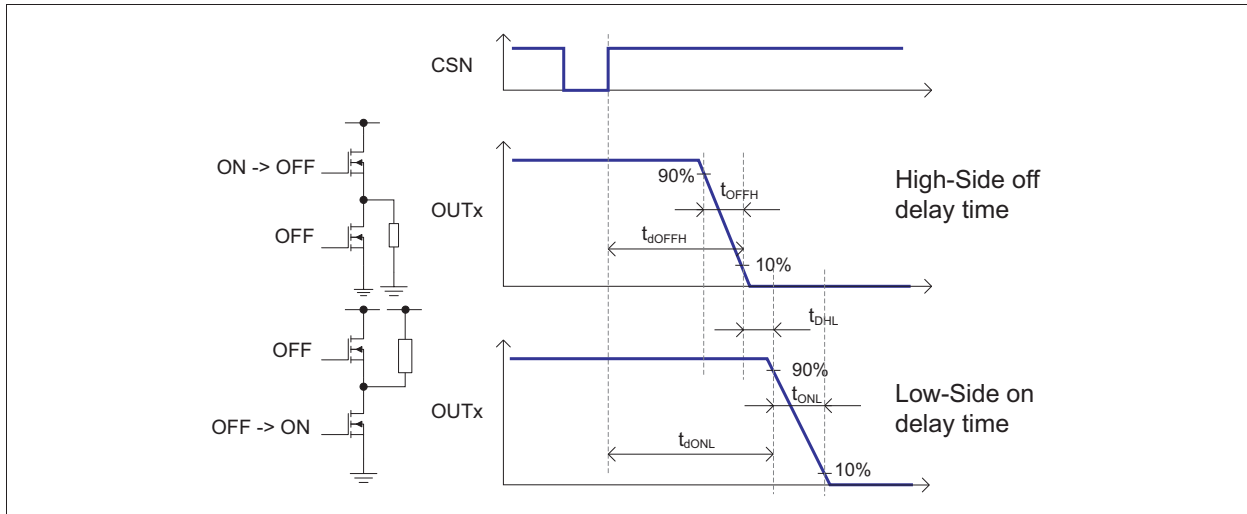 CSN
ON -> OFF
OFF
OUTx
90%
tOFFH
tdOFFH
10%
High-Side off
delay time
tDHL
OFF
OFF -> ON
OUTx
90%
tONL
tdONL
10%
Low-Side on
delay time